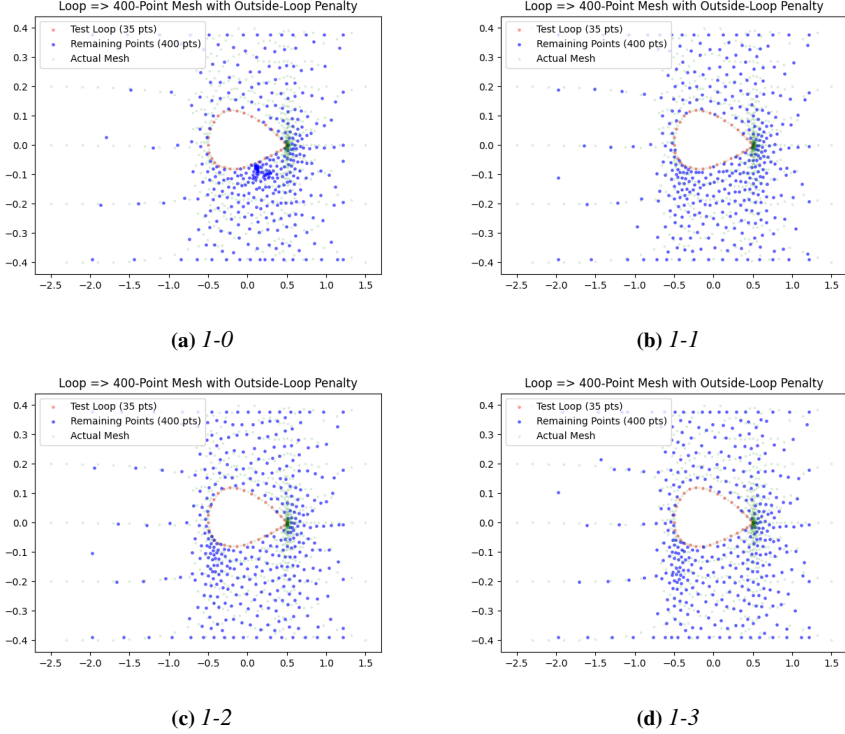 Loop => 400-Point Mesh with Outside-Loop Penalty
Test Loop (35 pts)
Remaining Points (400 pts)
Actual Mesh
0.4
0.3
0.2
0.1
0.0
−0.1
−0.2
−0.3
−0.4
−2.5 −2.0 −1.5 −1.0 −0.5 0.0 0.5 1.0 1.5
(a) 1-0
Loop => 400-Point Mesh with Outside-Loop Penalty
Test Loop (35 pts)
Remaining Points (400 pts)
Actual Mesh
0.4
0.3
0.2
0.1
0.0
−0.1
−0.2
−0.3
−0.4
−2.5 −2.0 −1.5 −1.0 −0.5 0.0 0.5 1.0 1.5
(b) 1-1
Loop => 400-Point Mesh with Outside-Loop Penalty
Test Loop (35 pts)
Remaining Points (400 pts)
Actual Mesh
0.4
0.3
0.2
0.1
0.0
−0.1
−0.2
−0.3
−0.4
−2.5 −2.0 −1.5 −1.0 −0.5 0.0 0.5 1.0 1.5
(c) 1-2
Loop => 400-Point Mesh with Outside-Loop Penalty
Test Loop (35 pts)
Remaining Points (400 pts)
Actual Mesh
0.4
0.3
0.2
0.1
0.0
−0.1
−0.2
−0.3
−0.4
−2.5 −2.0 −1.5 −1.0 −0.5 0.0 0.5 1.0 1.5
(d) 1-3